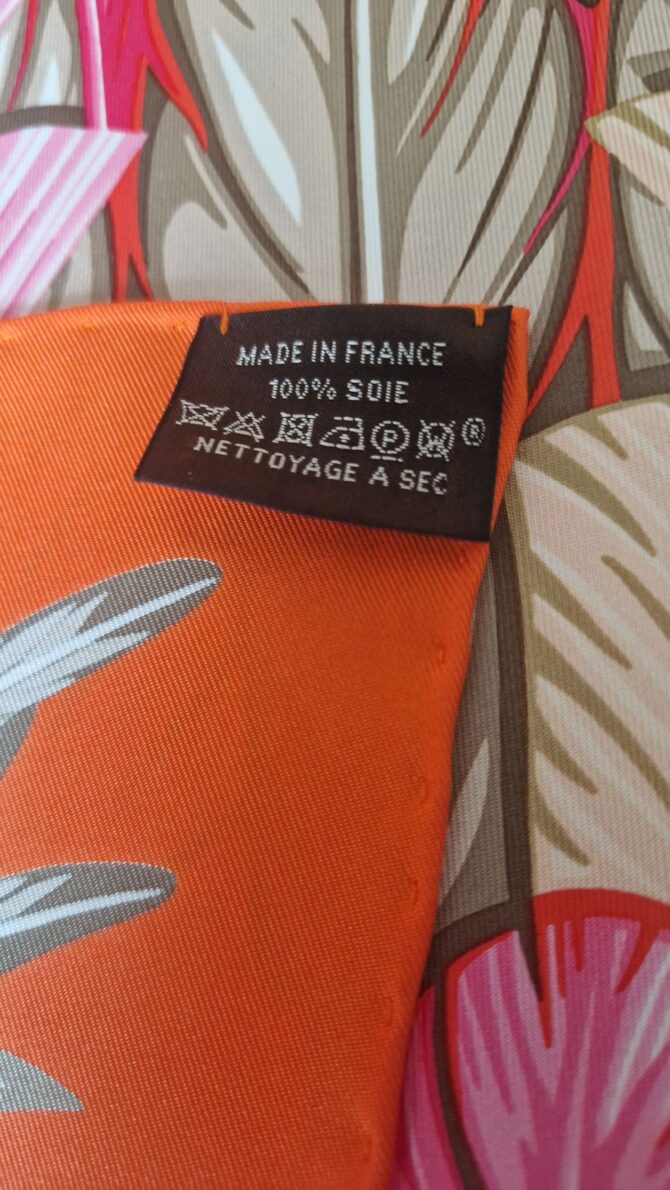 MADE IN FRANCE
100% SOIE
P ®
NETTOYAGE A SEC